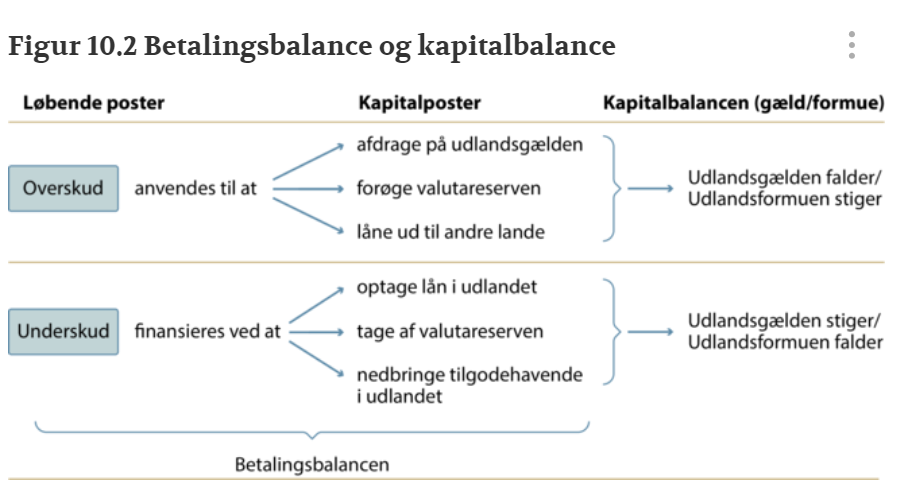 Figur 10.2 Betalingsbalance og kapitalbalance
Løbende poster
Kapitalposter
Kapitalbalancen (gæld/formue)
Overskud
anvendes til at
afdrage på udlandsgælden
forøge valutareserven
låne ud til andre lande
Udlandsgælden falder/
Udlandsformuen stiger
Underskud
finansieres ved at
optage lån i udlandet
tage af valutareserven
nedbringe tilgodehavende
i udlandet
Udlandsgælden stiger/
Udlandsformuen falder
Betalingsbalancen